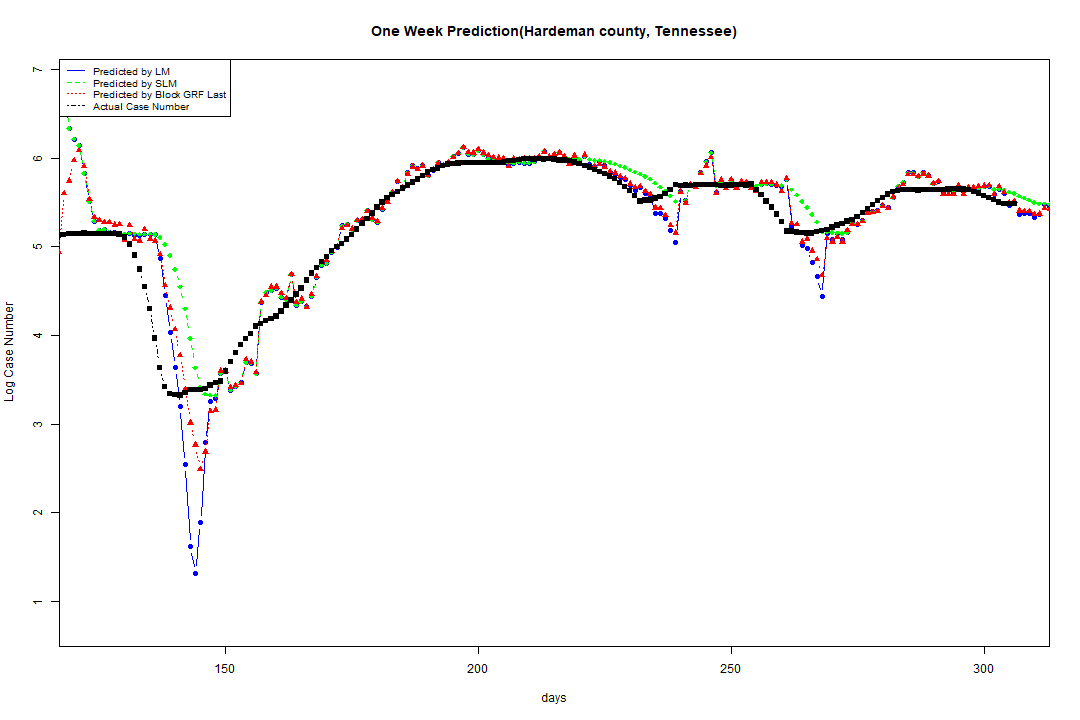 One Week Prediction(Hardeman county, Tennessee)
Predicted by LM
Predicted by SLM
Predicted by Block GRF Last
Actual Case Number
7
6
5
4
3
2
1
Log Case Number
150 200 250 300
days